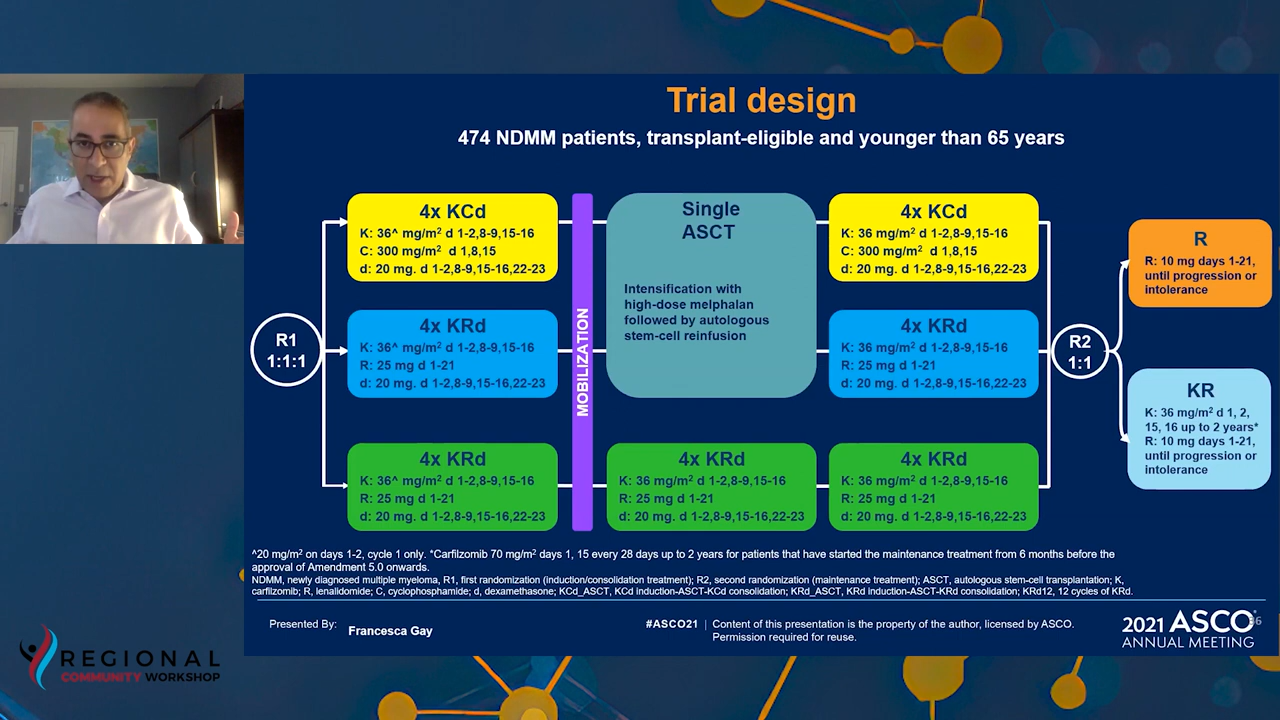 Trial design
474 NDMM patients, transplant-eligible and younger than 65 years
R1
1:1:1
4x KCd
K: 36^ mg/m² d 1-2,8-9,15-16
C: 300 mg/m² d 1,8,15
d: 20 mg. d 1-2,8-9,15-16,22-23
4x KRd
K: 36^ mg/m² d 1-2,8-9,15-16
R: 25 mg d 1-21
d: 20 mg. d 1-2,8-9,15-16,22-23
4x KRd
K: 36^ mg/m² d 1-2,8-9,15-16
R: 25 mg d 1-21
d: 20 mg. d 1-2,8-9,15-16,22-23
MOBILIZATION
Single
ASCT
Intensification with
high-dose melphalan
followed by autologous
stem-cell reinfusion
4x KRd
K: 36 mg/m² d 1-2,8-9,15-16
R: 25 mg d 1-21
d: 20 mg. d 1-2,8-9,15-16,22-23
4x KCd
K: 36 mg/m² d 1-2,8-9,15-16
C: 300 mg/m² d 1,8,15
d: 20 mg. d 1-2,8-9,15-16,22-23
4x KRd
K: 36 mg/m² d 1-2,8-9,15-16
R: 25 mg d 1-21
d: 20 mg. d 1-2,8-9,15-16,22-23
4x KRd
K: 36 mg/m² d 1-2,8-9,15-16
R: 25 mg d 1-21
d: 20 mg. d 1-2,8-9,15-16,22-23
R2
1:1
R
R: 10 mg days 1-21,
until progression or
intolerance
KR
K: 36 mg/m² d 1, 2,
15, 16 up to 2 years*
R: 10 mg days 1-21,
until progression or
intolerance
^20 mg/m² on days 1-2, cycle 1 only. *Carfilzomib 70 mg/m² days 1, 15 every 28 days up to 2 years for patients that have started the maintenance treatment from 6 months before the
approval of Amendment 5.0 onwards.
NDMM, newly diagnosed multiple myeloma, R1, first randomization (induction/consolidation treatment); R2, second randomization (maintenance treatment); ASCT, autologous stem-cell transplantation; K,
carfilzomib; R, lenalidomide; C, cyclophosphamide; d, dexamethasone; KCd_ASCT, KCd induction-ASCT-KCd consolidation; KRd_ASCT, KRd induction-ASCT-KRd consolidation; KRd12, 12 cycles of KRd.
Presented By: Francesca Gay
#ASCO21 | Content of this presentation is the property of the author, licensed by ASCO.
Permission required for reuse.
2021 ASCO
ANNUAL MEETING
REGIONAL
COMMUNITY WORKSHOP